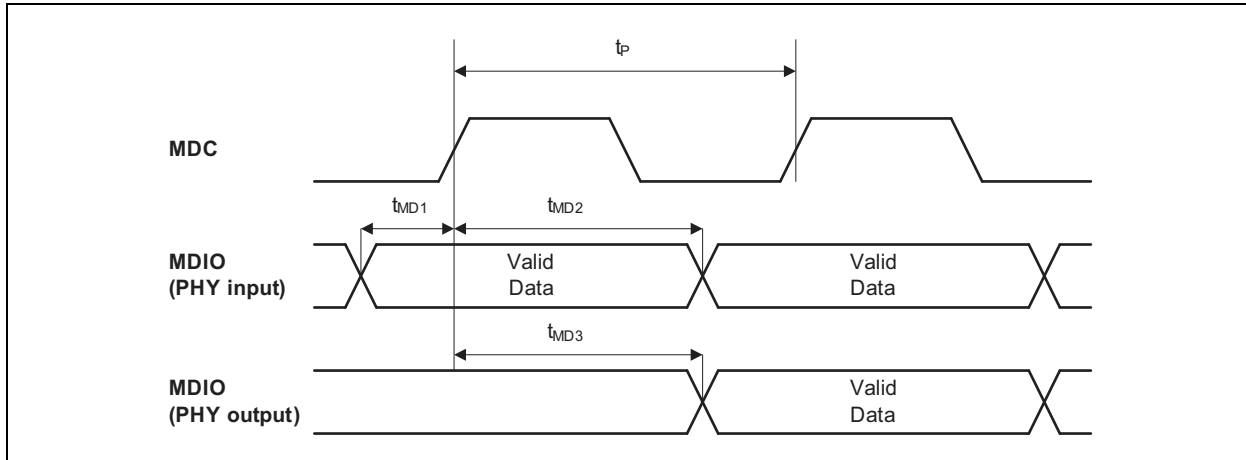 tP
MDC
tMD1
tMD2
MDIO
(PHY input)
Valid
Data
Valid
Data
tMD3
MDIO
(PHY output)
Valid
Data